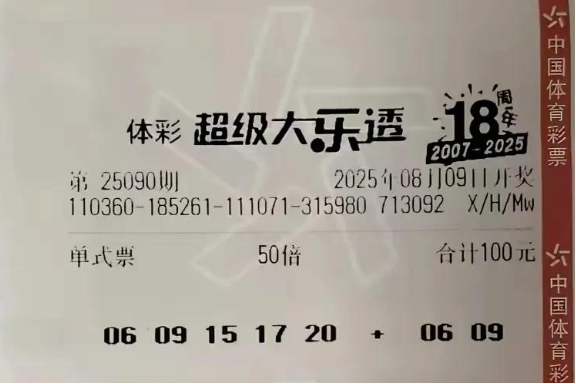 体彩 超级大乐透 18周年
2007-2025
第 25090期 2025年08月09日开奖
110360-185261-111071-315980 713092 X/H/Mw
单式票 50倍 合计100元
06 09 15 17 20 + 06 09
中国体育彩票
中国体育彩